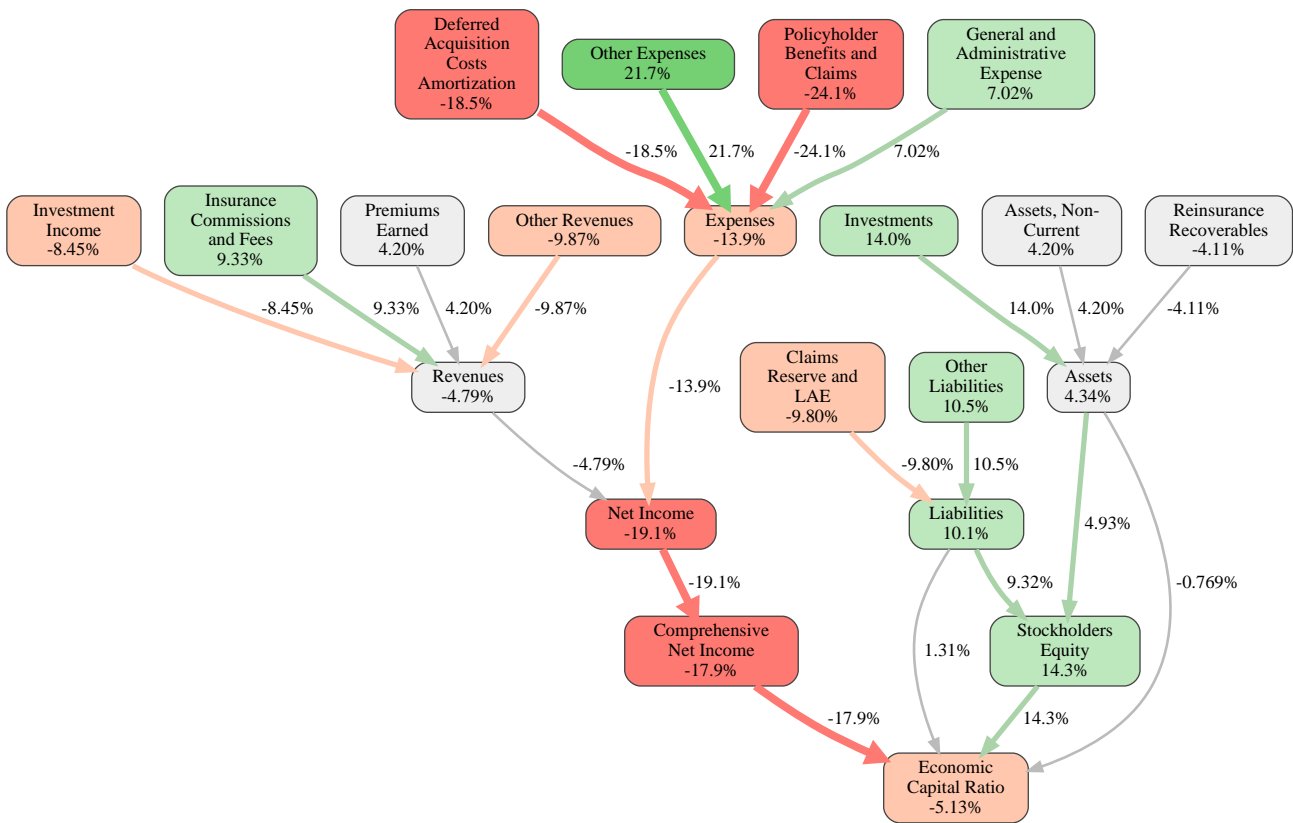 Deferred
Acquisition
Costs
Amortization
-18.5%
Other Expenses
21.7%
Policyholder
Benefits and
Claims
-24.1%
General and
Administrative
Expense
7.02%
-18.5%
21.7%
-24.1%
7.02%
Investment
Income
-8.45%
Insurance
Commissions
and Fees
9.33%
Premiums
Earned
4.20%
Other Revenues
-9.87%
Expenses
-13.9%
Investments
14.0%
Assets, Non-
Current
4.20%
Reinsurance
Recoverables
-4.11%
-8.45%
9.33%
4.20%
-9.87%
14.0%
4.20%
-4.11%
Revenues
-4.79%
-13.9%
Claims
Reserve and
LAE
-9.80%
Other
Liabilities
10.5%
Assets
4.34%
-4.79%
-9.80%
10.5%
Net Income
-19.1%
Liabilities
10.1%
4.93%
-19.1%
9.32%
-0.769%
Comprehensive
Net Income
-17.9%
1.31%
Stockholders
Equity
14.3%
-17.9%
14.3%
Economic
Capital Ratio
-5.13%